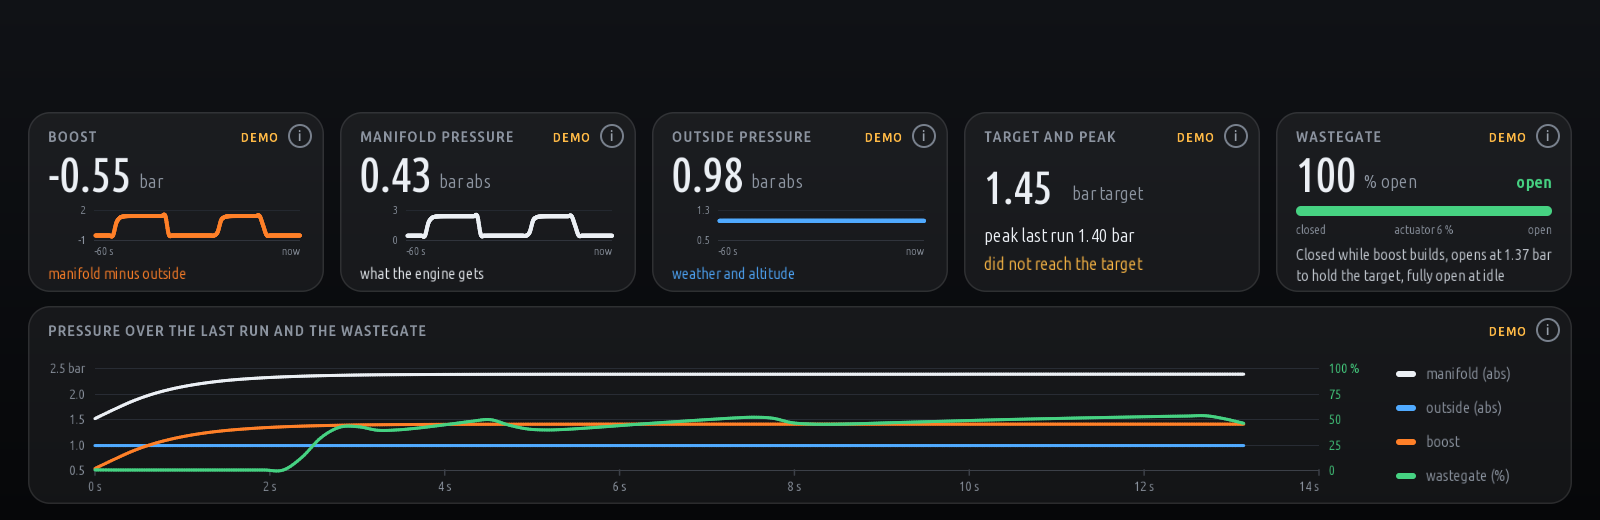 BOOST DEMO i
-0.55 bar
2
-1
-60 s now
manifold minus outside
MANIFOLD PRESSURE DEMO i
0.43 bar abs
3
0
-60 s now
what the engine gets
OUTSIDE PRESSURE DEMO i
0.98 bar abs
1.3
0.5
-60 s now
weather and altitude
TARGET AND PEAK DEMO i
1.45 bar target
peak last run 1.40 bar
did not reach the target
WASTEGATE DEMO i
100 % open open
closed actuator 6 % open
Closed while boost builds, opens at 1.37 bar
to hold the target, fully open at idle
PRESSURE OVER THE LAST RUN AND THE WASTEGATE DEMO i
2.5 bar 100 % manifold (abs)
2.0 75
outside (abs)
1.5 50
boost
1.0 25
0.5 0 wastegate (%)
0 s 2 s 4 s 6 s 8 s 10 s 12 s 14 s